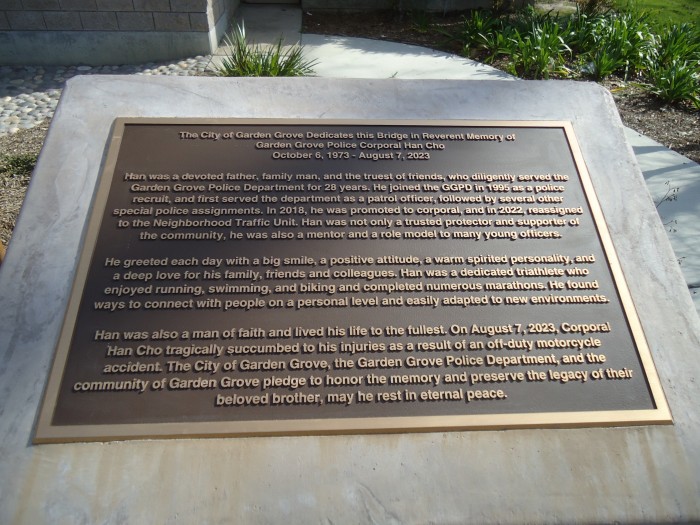 The City of Garden Grove Dedicates this Bridge in Reverent Memory of
Garden Grove Police Corporal Han Cho
October 6, 1973 - August 7, 2023
Han was a devoted father, family man, and the truest of friends, who diligently served the
Garden Grove Police Department for 28 years. He joined the GGPD in 1995 as a police
recruit, and first served the department as a patrol officer, followed by several other
special police assignments. In 2018, he was promoted to corporal, and in 2022, reassigned
to the Neighborhood Traffic Unit. Han was not only a trusted protector and supporter of
the community, he was also a mentor and a role model to many young officers.
He greeted each day with a big smile, a positive attitude, a warm spirited personality, and
a deep love for his family, friends and colleagues. Han was a dedicated triathlete who
enjoyed running, swimming, and biking and completed numerous marathons. He found
ways to connect with people on a personal level and easily adapted to new environments.
Han was also a man of faith and lived his life to the fullest. On August 7, 2023, Corporal
Han Cho tragically succumbed to his injuries as a result of an off-duty motorcycle
accident. The City of Garden Grove, the Garden Grove Police Department, and the
community of Garden Grove pledge to honor the memory and preserve the legacy of their
beloved brother, may he rest in eternal peace.